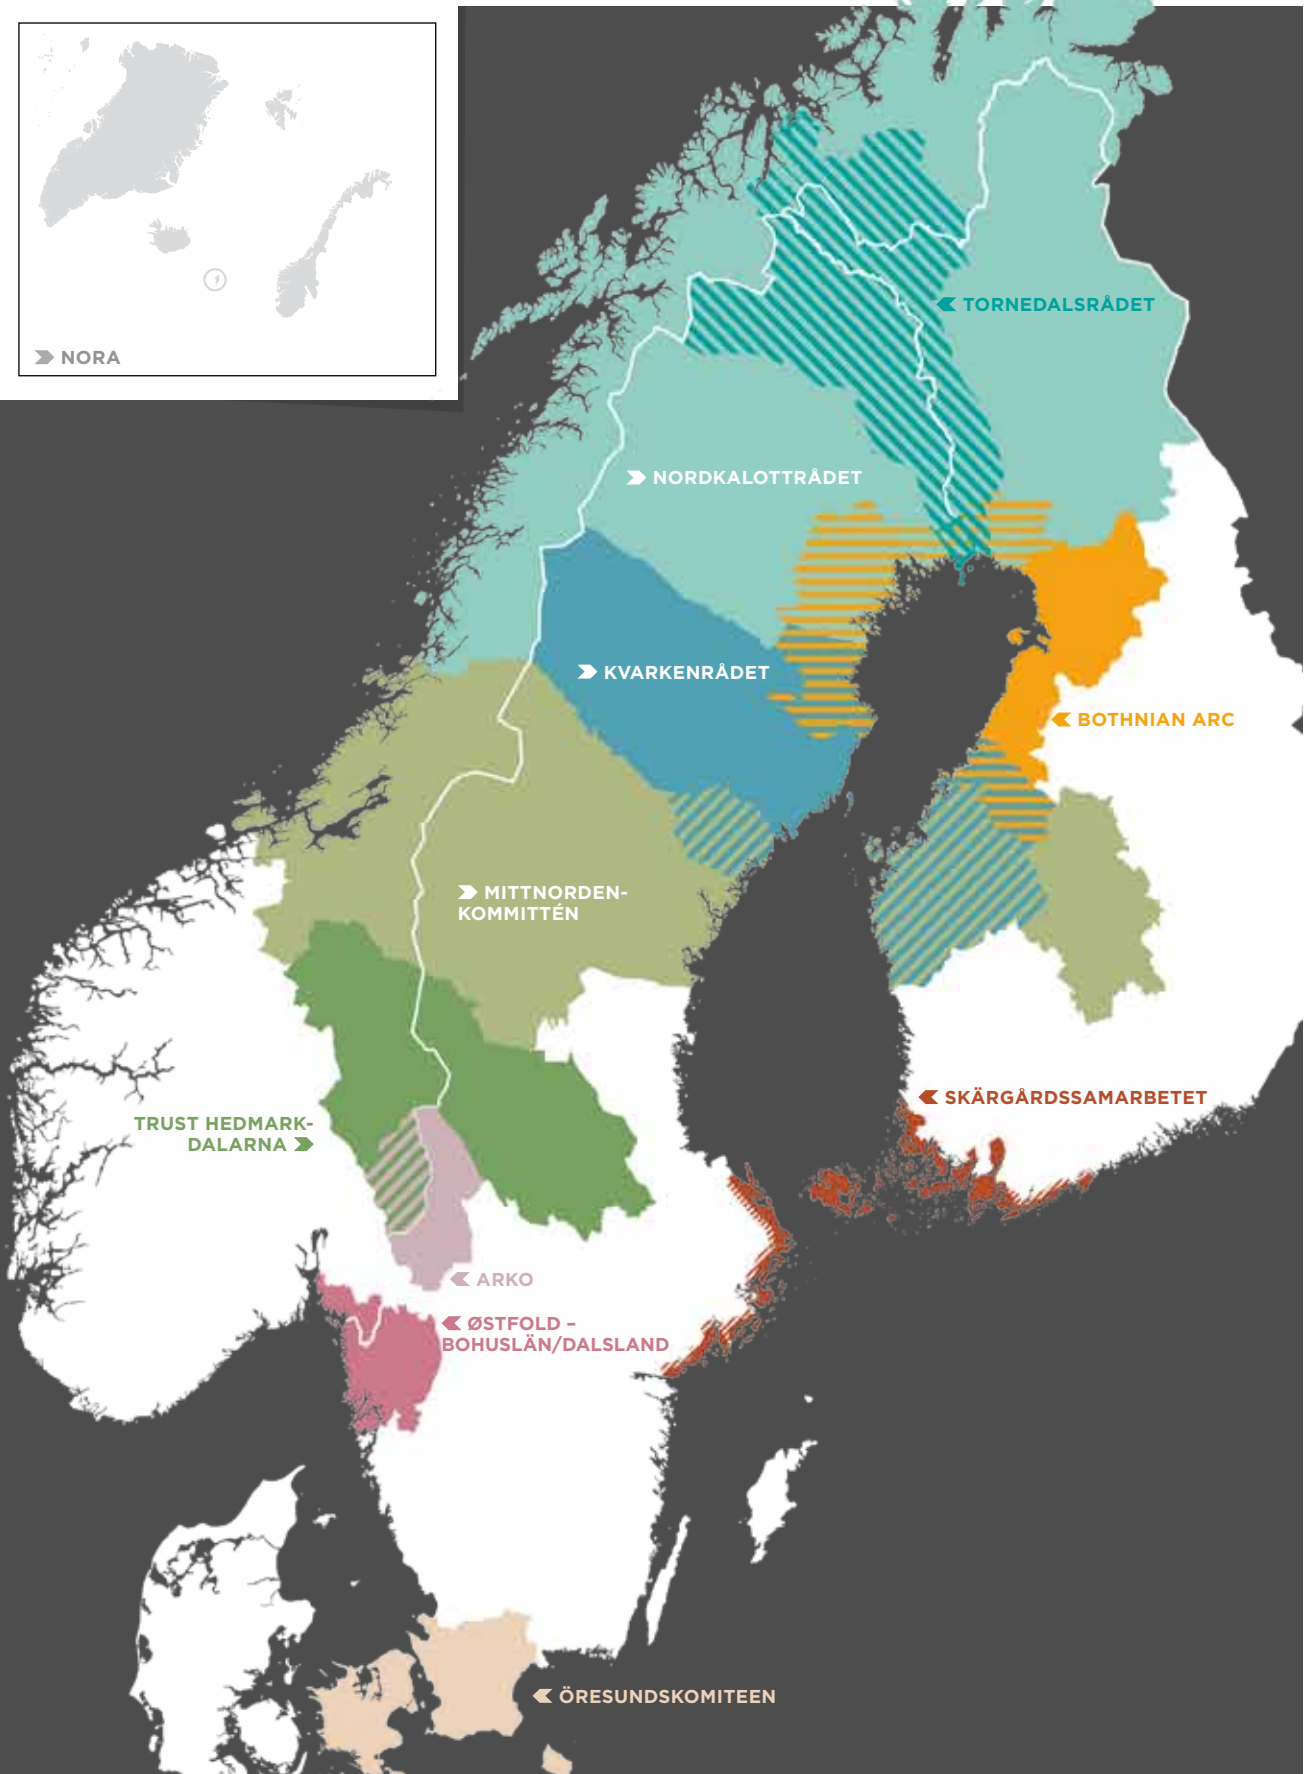 NORA
TORNEDALSRÅDET
NORDKALOTTRÅDET
KVARKENRÅDET
BOTHNIAN ARC
MITTNORDEN-
KOMMITTÉN
SKÄRGÅRDSSAMARBETET
TRUST HEDMARK-
DALARNA
ARKO
ØSTFOLD –
BOHUSLÄN/DALSLAND
ÖRESUNDSKOMITEEN